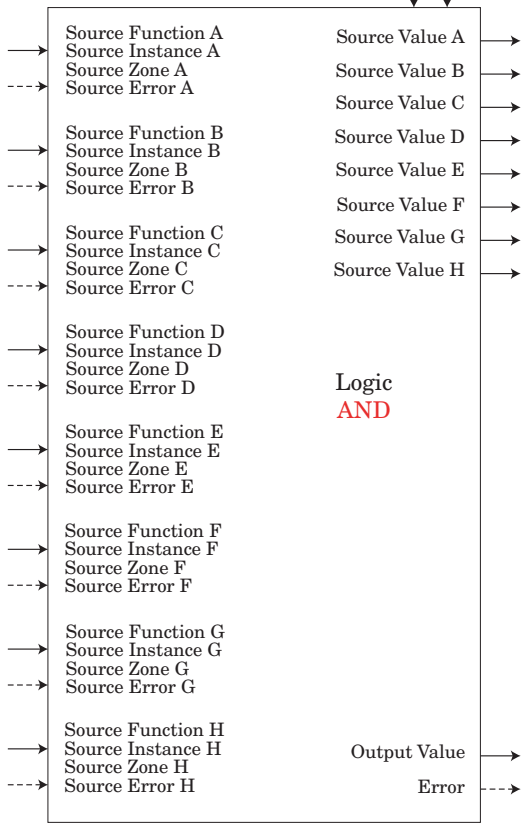 Source Function A
Source Instance A
Source Zone A
Source Error A
Source Function B
Source Instance B
Source Zone B
Source Error B
Source Function C
Source Instance C
Source Zone C
Source Error C
Source Function D
Source Instance D
Source Zone D
Source Error D
Source Function E
Source Instance E
Source Zone E
Source Error E
Source Function F
Source Instance F
Source Zone F
Source Error F
Source Function G
Source Instance G
Source Zone G
Source Error G
Source Function H
Source Instance H
Source Zone H
Source Error H
Source Value A
Source Value B
Source Value C
Source Value D
Source Value E
Source Value F
Source Value G
Source Value H
Logic
AND
Output Value
Error